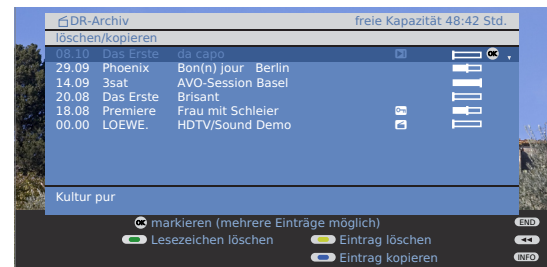 DR-Archiv freie Kapazität 48:42 Std.
löschen/kopieren
08.10 Das Erste da capo OK
29.09 Phoenix Bon(n) jour Berlin
14.09 3sat AVO-Session Basel
20.08 Das Erste Brisant
18.08 Premiere Frau mit Schleier
00.00 LOEWE. HDTV/Sound Demo
Kultur pur
OK markieren (mehrere Einträge möglich) END
Lesezeichen löschen Eintrag löschen
Eintrag kopieren INFO